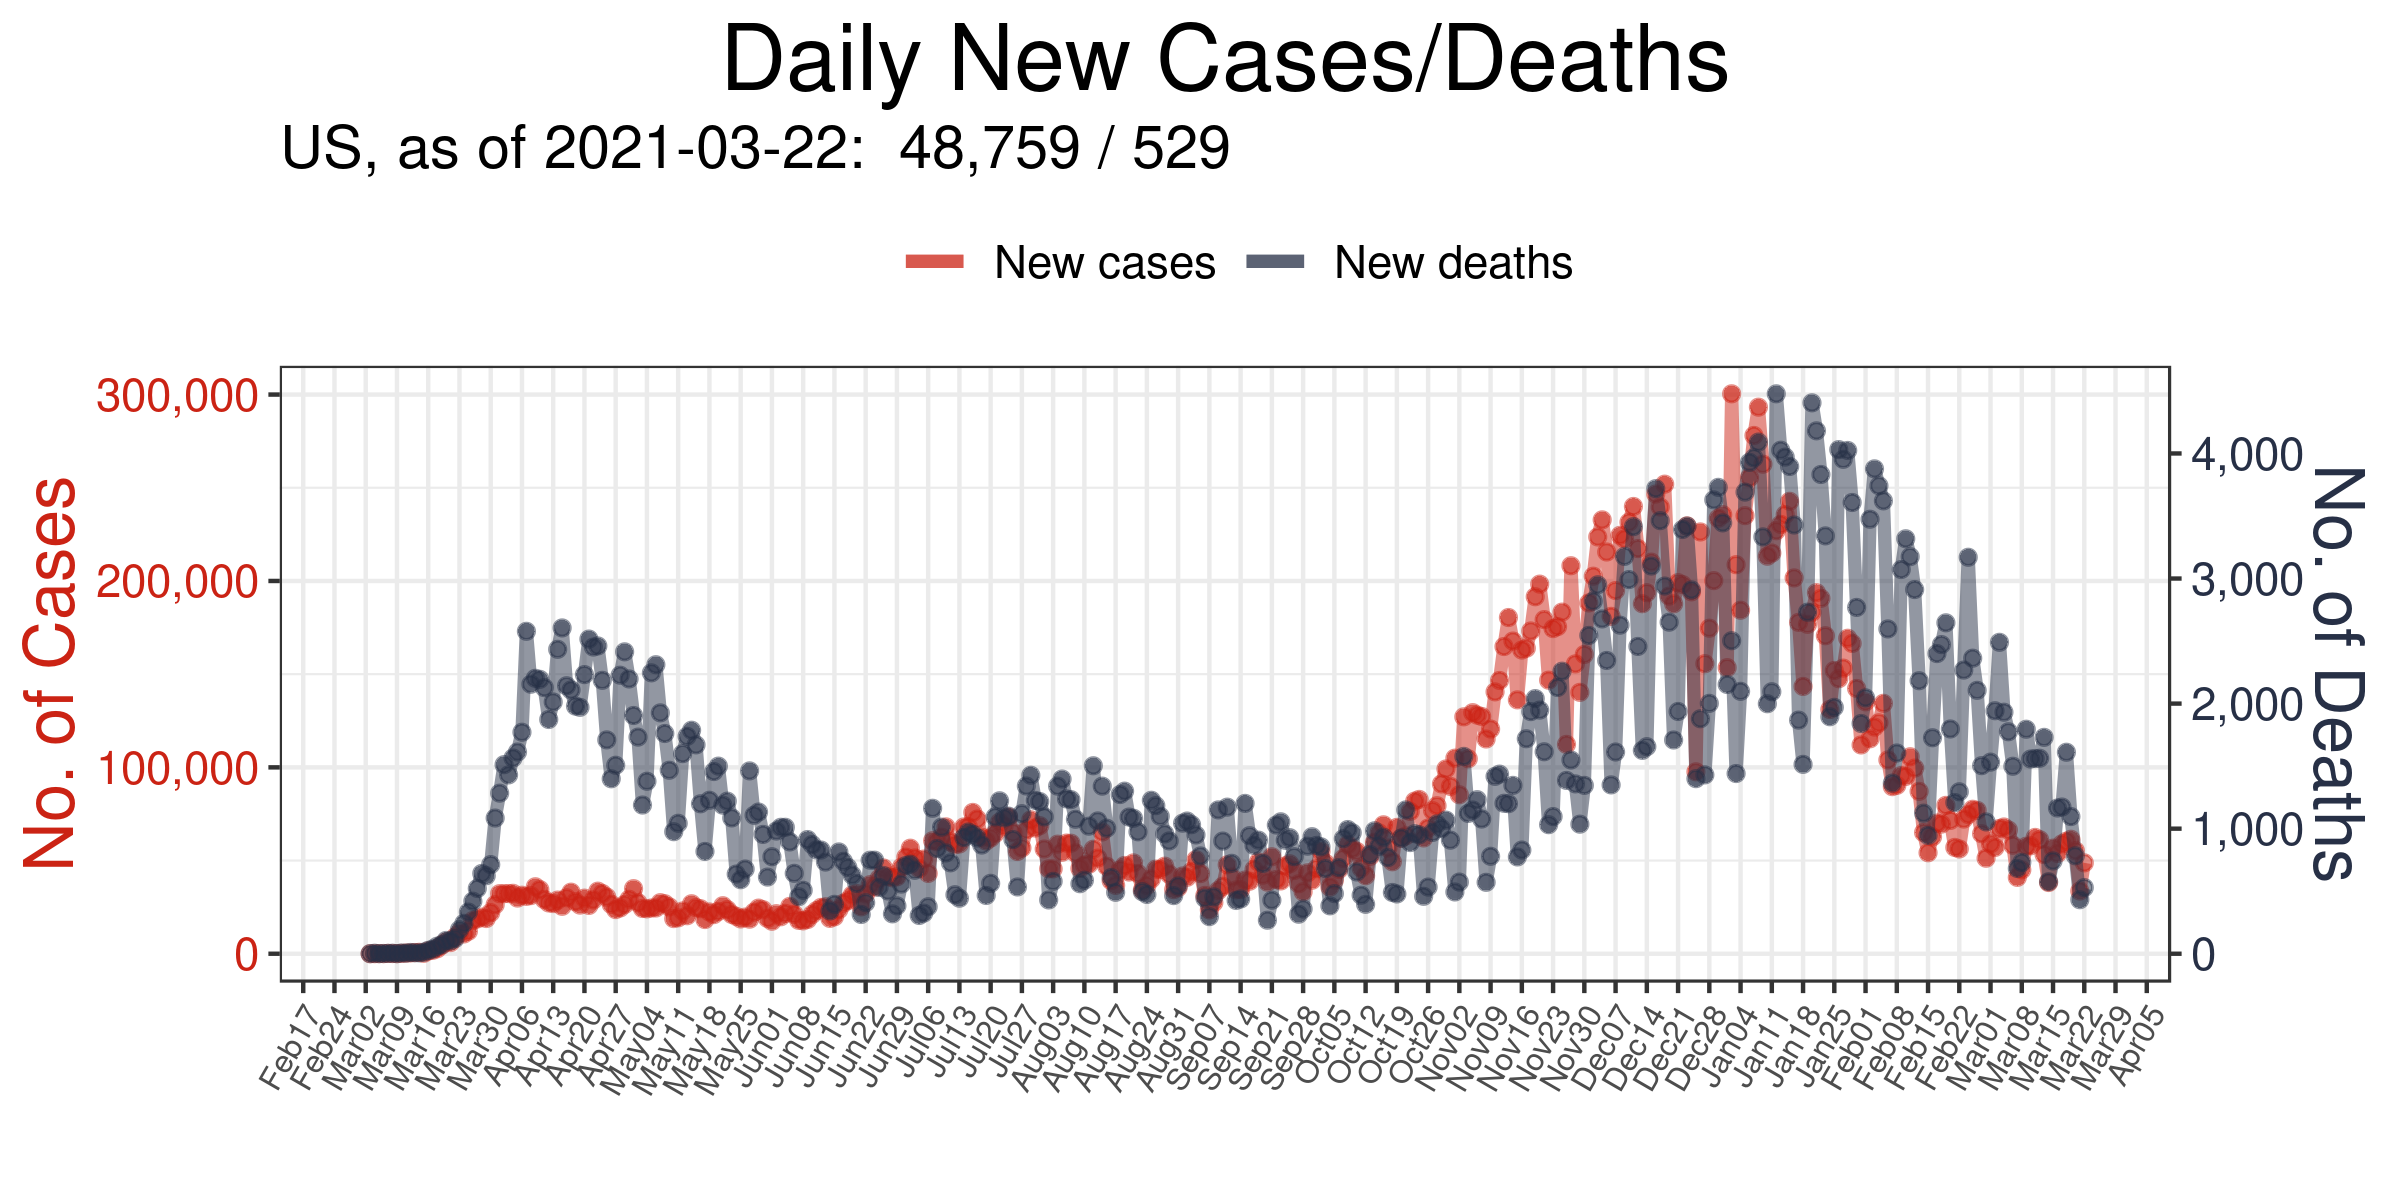 Daily New Cases/Deaths
US, as of 2021-03-22:  48,759 / 529
New cases
New deaths
No. of Cases
300,000
200,000
100,000
0
4,000
3,000
2,000
1,000
0
No. of Deaths
Feb17
Feb24
Mar02
Mar09
Mar16
Mar23
Mar30
Apr06
Apr13
Apr20
Apr27
May04
May11
May18
May25
Jun01
Jun08
Jun15
Jun22
Jun29
Jul06
Jul13
Jul20
Jul27
Aug03
Aug10
Aug17
Aug24
Aug31
Sep07
Sep14
Sep21
Sep28
Oct05
Oct12
Oct19
Oct26
Nov02
Nov09
Nov16
Nov23
Nov30
Dec07
Dec14
Dec21
Dec28
Jan04
Jan11
Jan18
Jan25
Feb01
Feb08
Feb15
Feb22
Mar01
Mar08
Mar15
Mar22
Mar29
Apr05